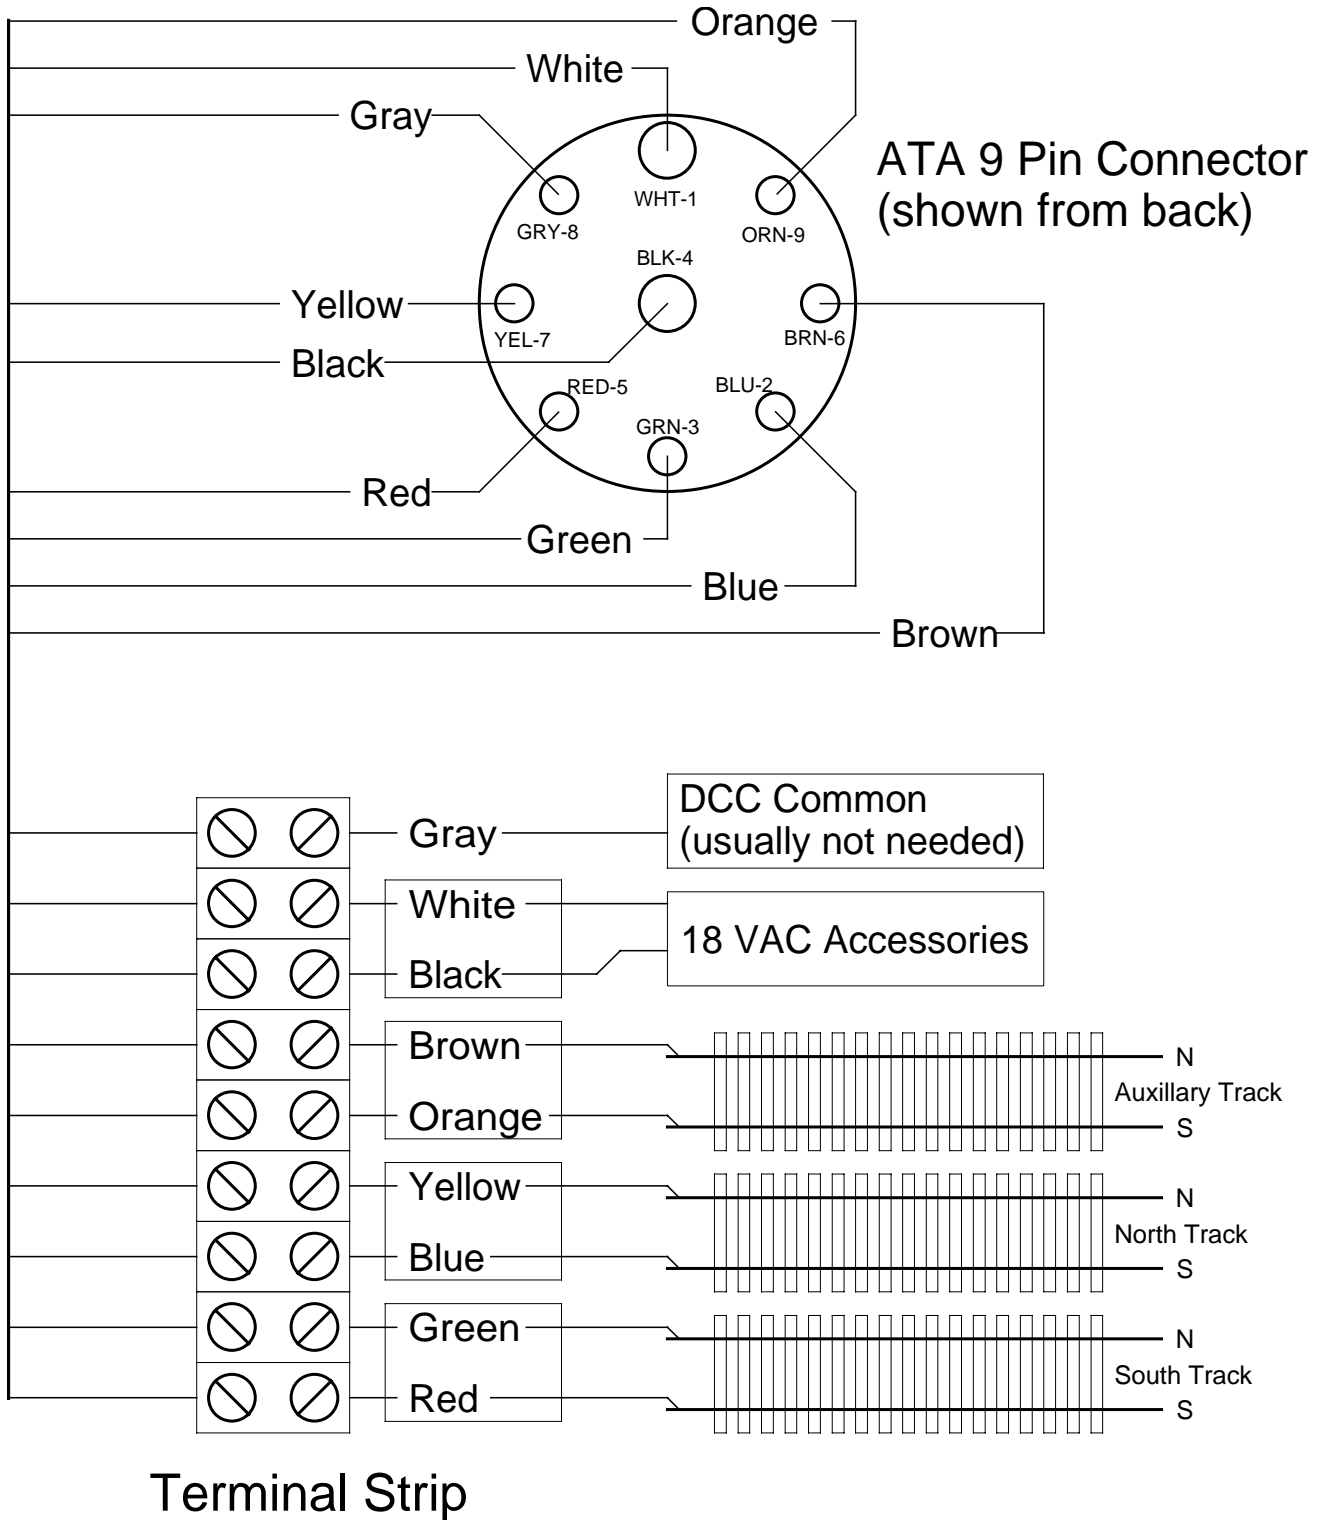 Orange
White
Gray
ATA 9 Pin Connector
(shown from back)
WHT-1
GRY-8
ORN-9
BLK-4
Yellow
YEL-7
BRN-6
Black
RED-5
BLU-2
GRN-3
Red
Green
Blue
Brown
DCC Common
(usually not needed)
Gray
White
18 VAC Accessories
Black
Brown
N
Auxillary Track
Orange
S
Yellow
N
North Track
Blue
S
Green
N
South Track
Red
S
Terminal Strip